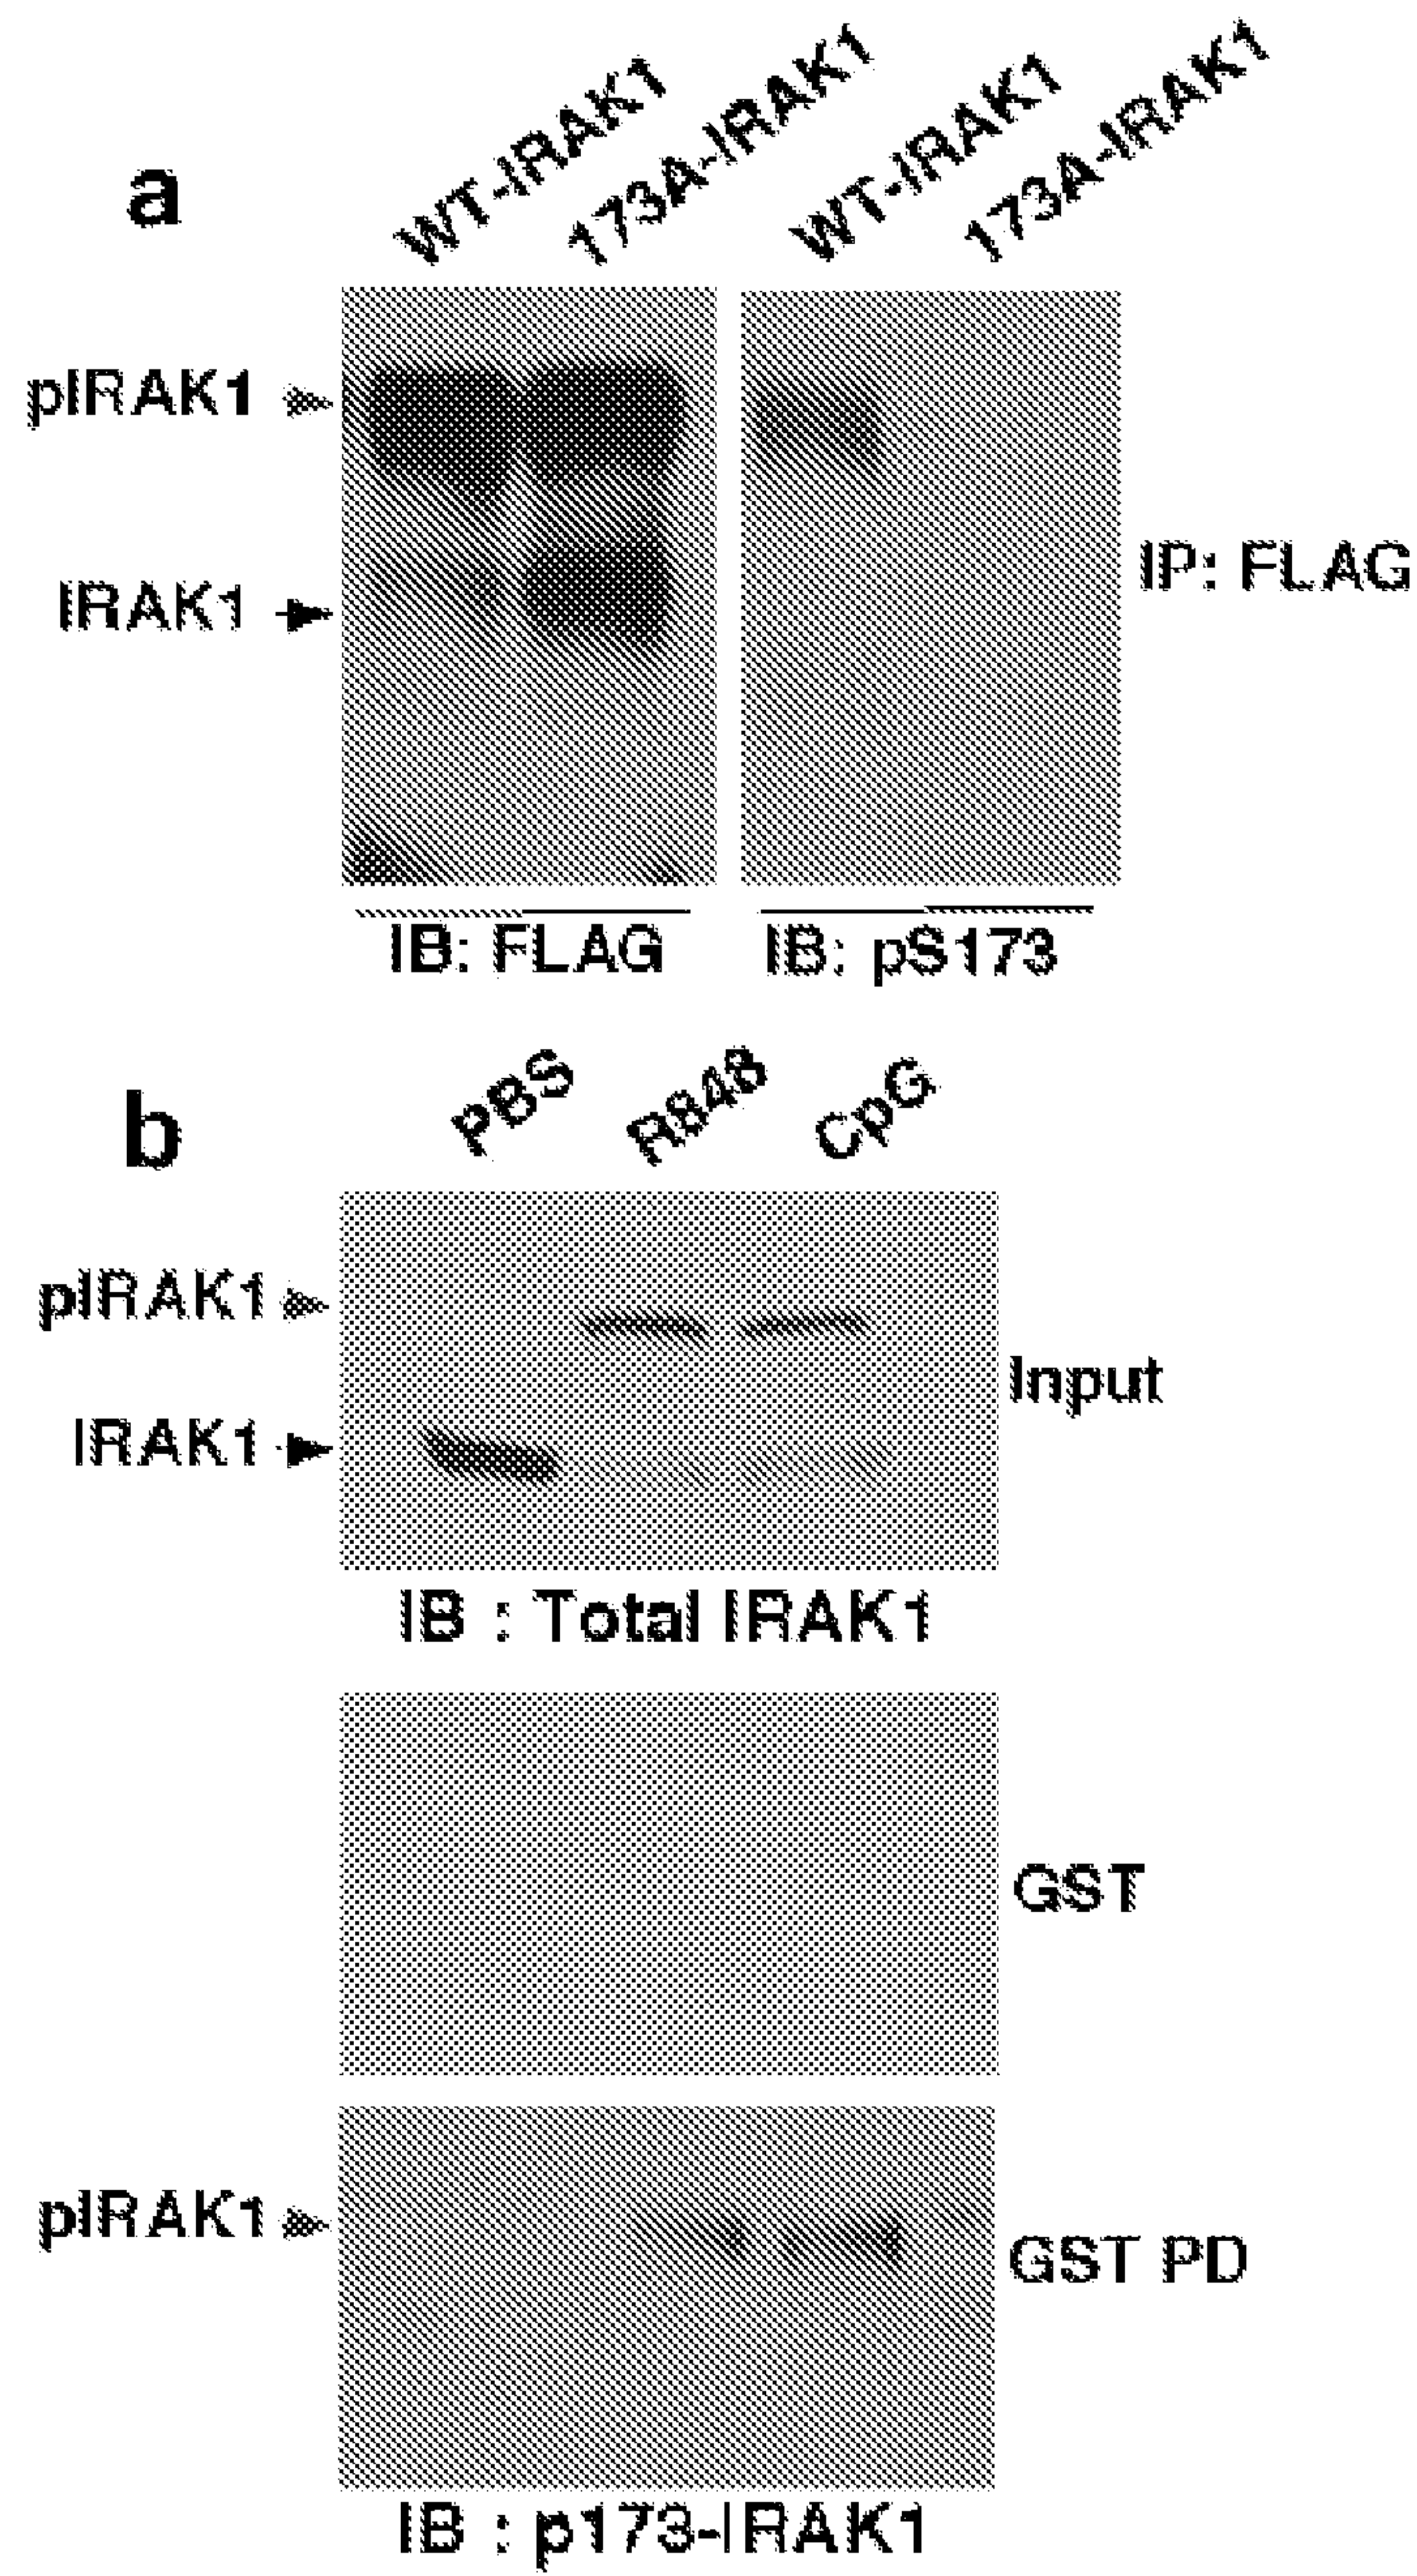 a
WT-IRAK1
173A-IRAK1
WT-IRAK1
173A-IRAK1
pIRAK1
IRAK1
IP: FLAG
IB: FLAG
IB: pS173
b
PBS
R848
CpG
pIRAK1
IRAK1
Input
IB : Total IRAK1
GST
pIRAK1
GST PD
IB : p173-IRAK1